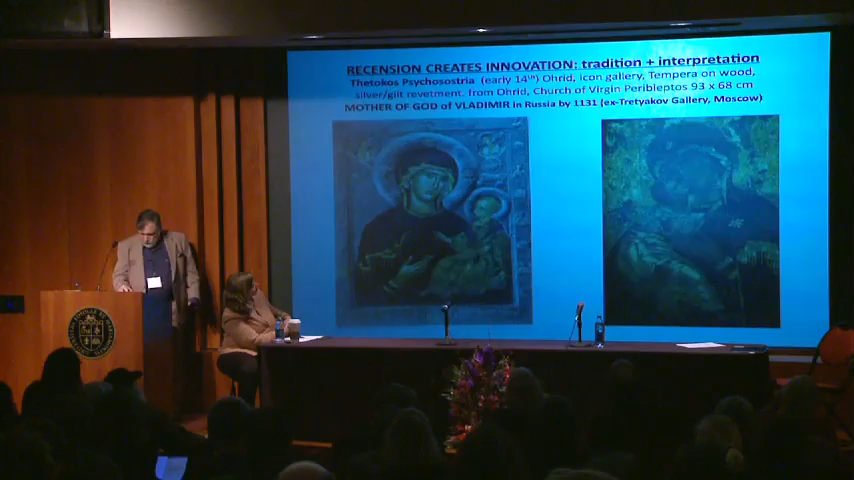 RECENSION CREATES INNOVATION: tradition + interpretation
Thetokos Psychosostria (early 14th) Ohrid, Icon gallery, Tempera on wood,
silver/gilt revetment, from Ohrid, Church of Virgin Peribleptos 93 x 68 cm
MOTHER OF GOD of VLADIMIR in Russia by 1131 (ex-Tretyakov Gallery, Moscow)